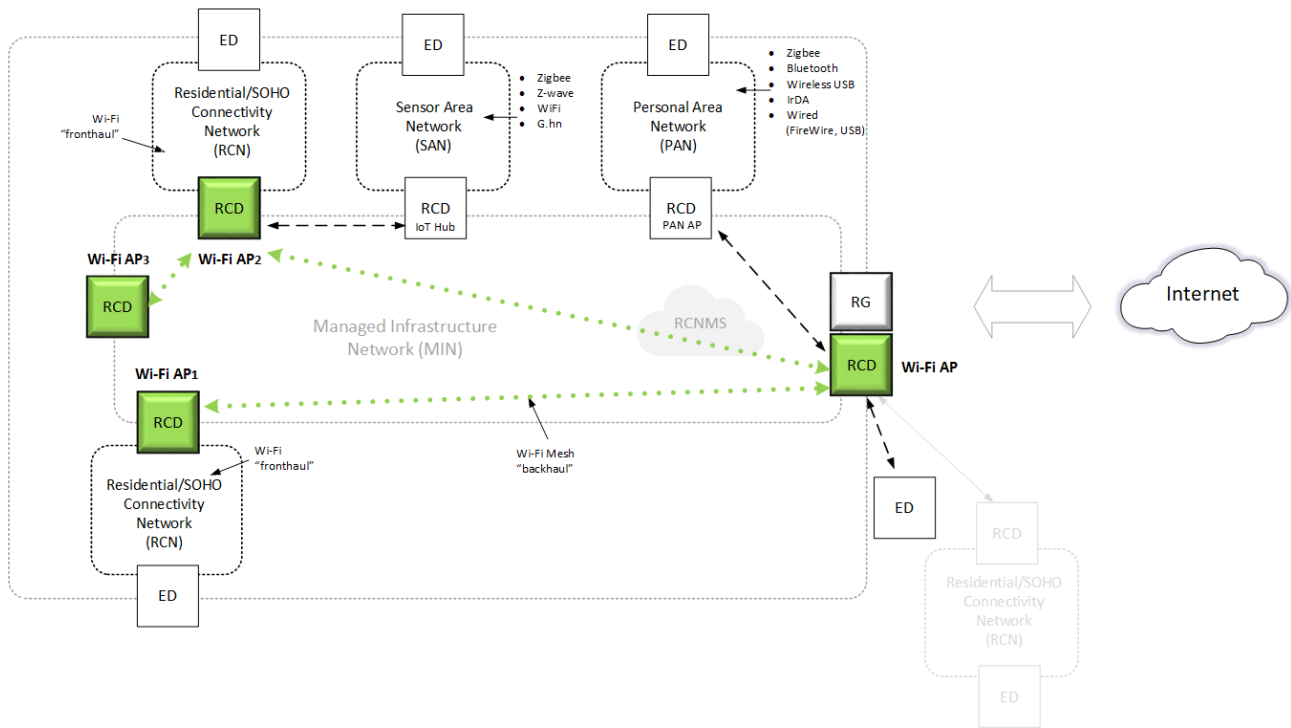 ED
ED
ED
Residential/SOHO
Connectivity
Network
(RCN)
Wi-Fi
“fronthaul”
Sensor Area
Network
(SAN)
• Zigbee
• Z-wave
• WiFi
• G.hn
Personal Area
Network
(PAN)
• Zigbee
• Bluetooth
• Wireless USB
• IrDA
• Wired
(FireWire, USB)
RCD
RCD
IoT Hub
RCD
PAN AP
Wi-Fi AP3
Wi-Fi AP2
RCD
Managed Infrastructure
Network (MIN)
RCNMS
RG
Internet
RCD
Wi-Fi AP
Wi-Fi AP1
RCD
Wi-Fi
“fronthaul”
Wi-Fi Mesh
“backhaul”
Residential/SOHO
Connectivity
Network
(RCN)
ED
ED
RCD
Residential/SOHO
Connectivity
Network
(RCN)
ED